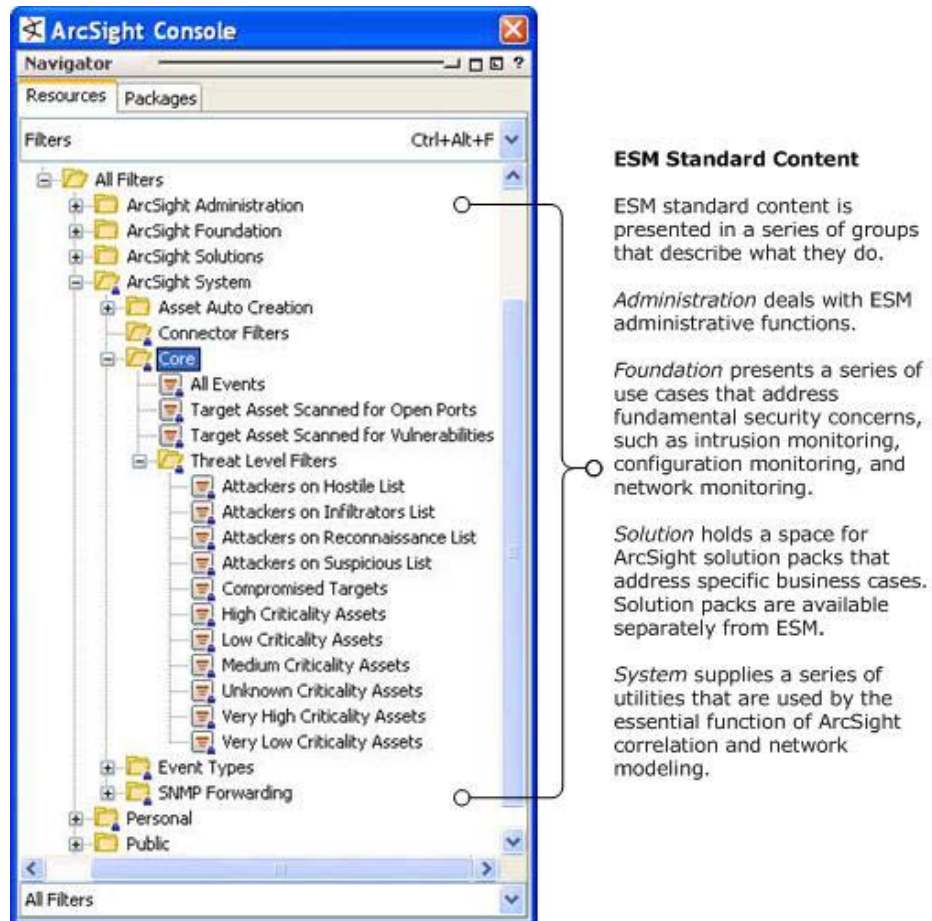 ArcSight Console
Navigator
?
Resources
Packages
Filters
Ctrl+Alt+F
All Filters
ArcSight Administration
ArcSight Foundation
ArcSight Solutions
ArcSight System
Asset Auto Creation
Connector Filters
Core
All Events
Target Asset Scanned for Open Ports
Target Asset Scanned for Vulnerabilities
Threat Level Filters
Attackers on Hostile List
Attackers on Infiltrators List
Attackers on Reconnaissance List
Attackers on Suspicious List
Compromised Targets
High Criticality Assets
Low Criticality Assets
Medium Criticality Assets
Unknown Criticality Assets
Very High Criticality Assets
Very Low Criticality Assets
Event Types
SNMP Forwarding
Personal
Public
All Filters
ESM Standard Content
ESM standard content is
presented in a series of groups
that describe what they do.
Administration deals with ESM
administrative functions.
Foundation presents a series of
use cases that address
fundamental security concerns,
such as intrusion monitoring,
configuration monitoring, and
network monitoring.
Solution holds a space for
ArcSight solution packs that
address specific business cases.
Solution packs are available
separately from ESM.
System supplies a series of
utilities that are used by the
essential function of ArcSight
correlation and network
modeling.